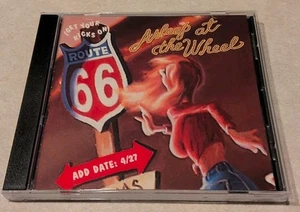 (GET YOUR
KICKS ON)
ROUTE
66
Asleep at
the Wheel
ADD DATE: 4/27